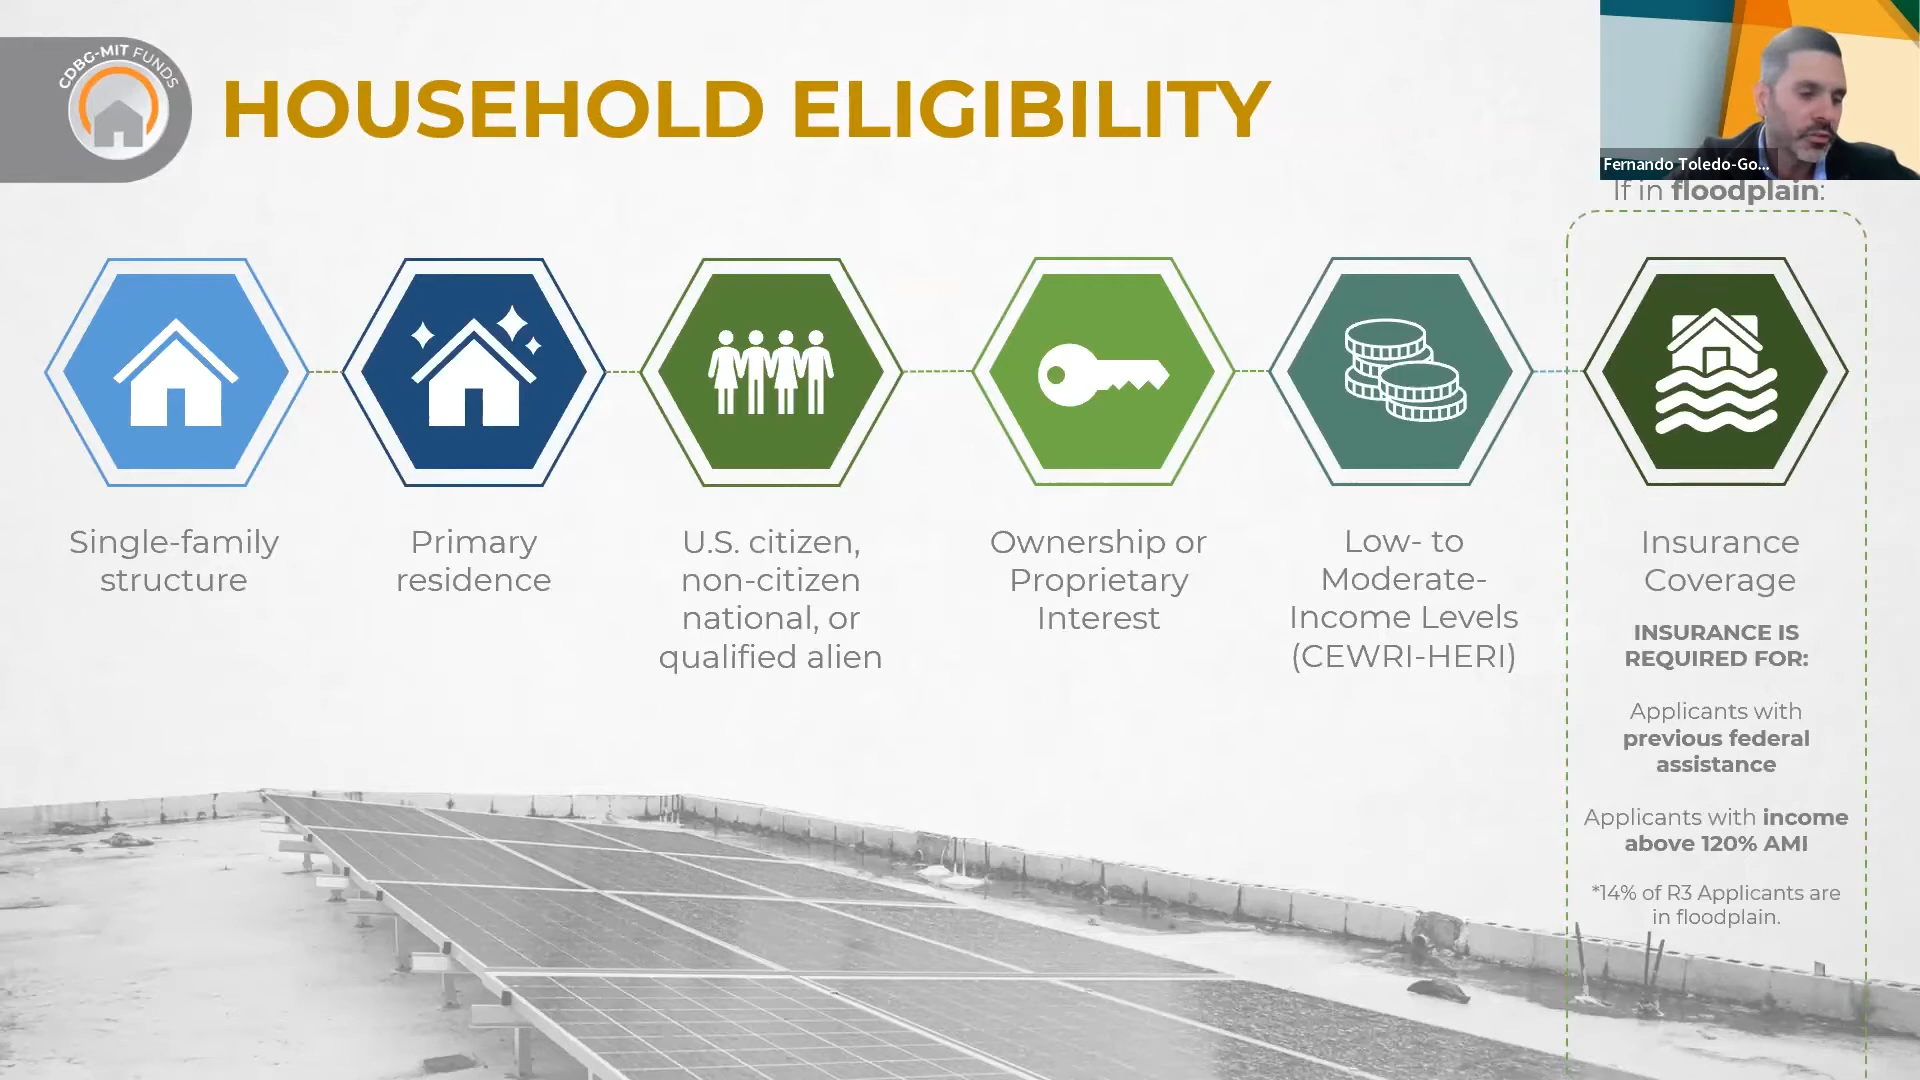 CDBG-MIT FUNDS
HOUSEHOLD ELIGIBILITY
Fernando Toledo-Go...
If in floodplain:
Single-family
structure
Primary
residence
U.S. citizen,
non-citizen
national, or
qualified alien
Ownership or
Proprietary
Interest
Low- to
Moderate-
Income Levels
(CEWRI-HERI)
Insurance
Coverage
INSURANCE IS
REQUIRED FOR:
Applicants with
previous federal
assistance
Applicants with income
above 120% AMI
*14% of R3 Applicants are
in floodplain.